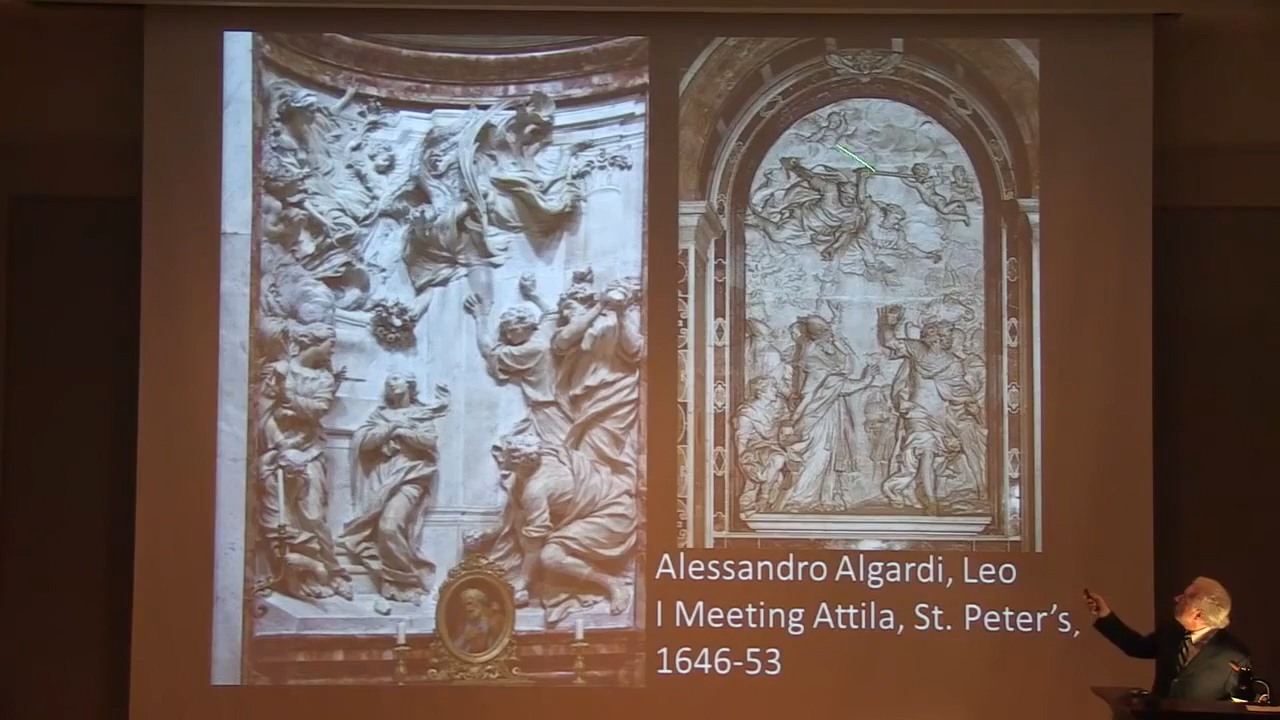 Alessandro Algardi, Leo
I Meeting Attila, St. Peter's,
1646-53